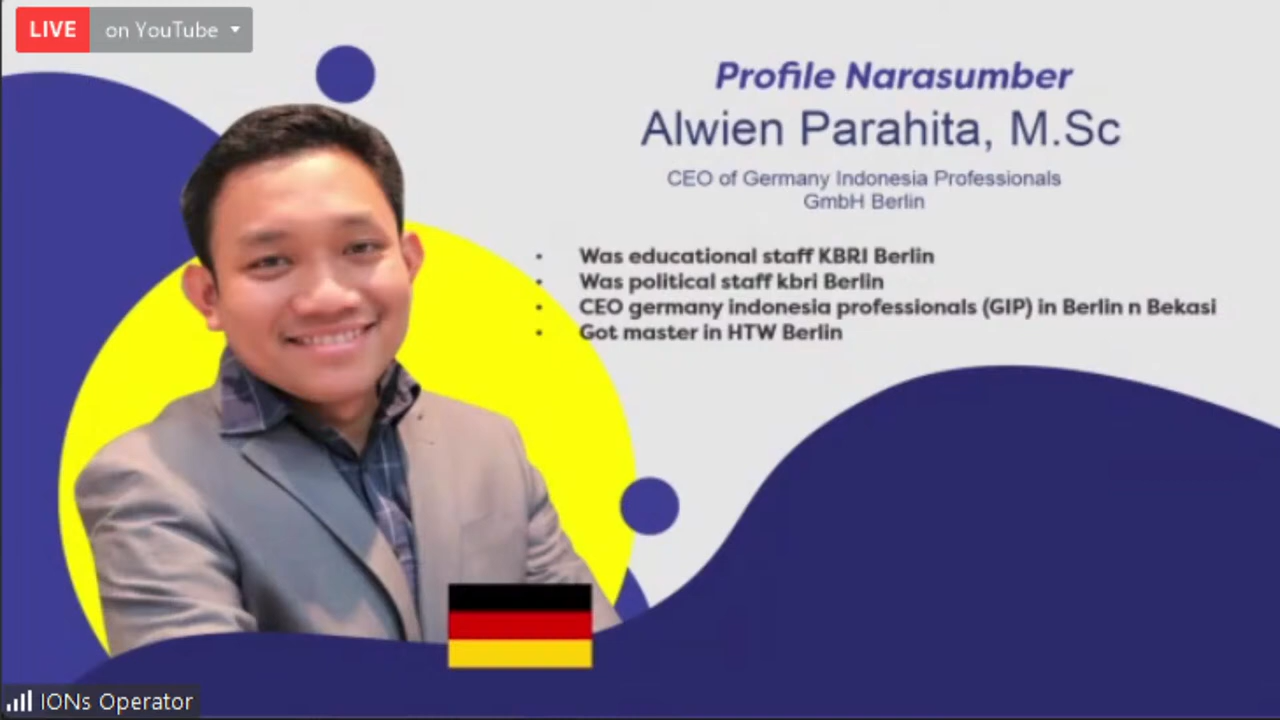 LIVE on YouTube
Profile Narasumber
Alwien Parahita, M.Sc
CEO of Germany Indonesia Professionals
GmbH Berlin
• Was educational staff KBRI Berlin
• Was political staff kbri Berlin
• CEO germany indonesia professionals (GIP) in Berlin n Bekasi
• Got master in HTW Berlin
IONs Operator